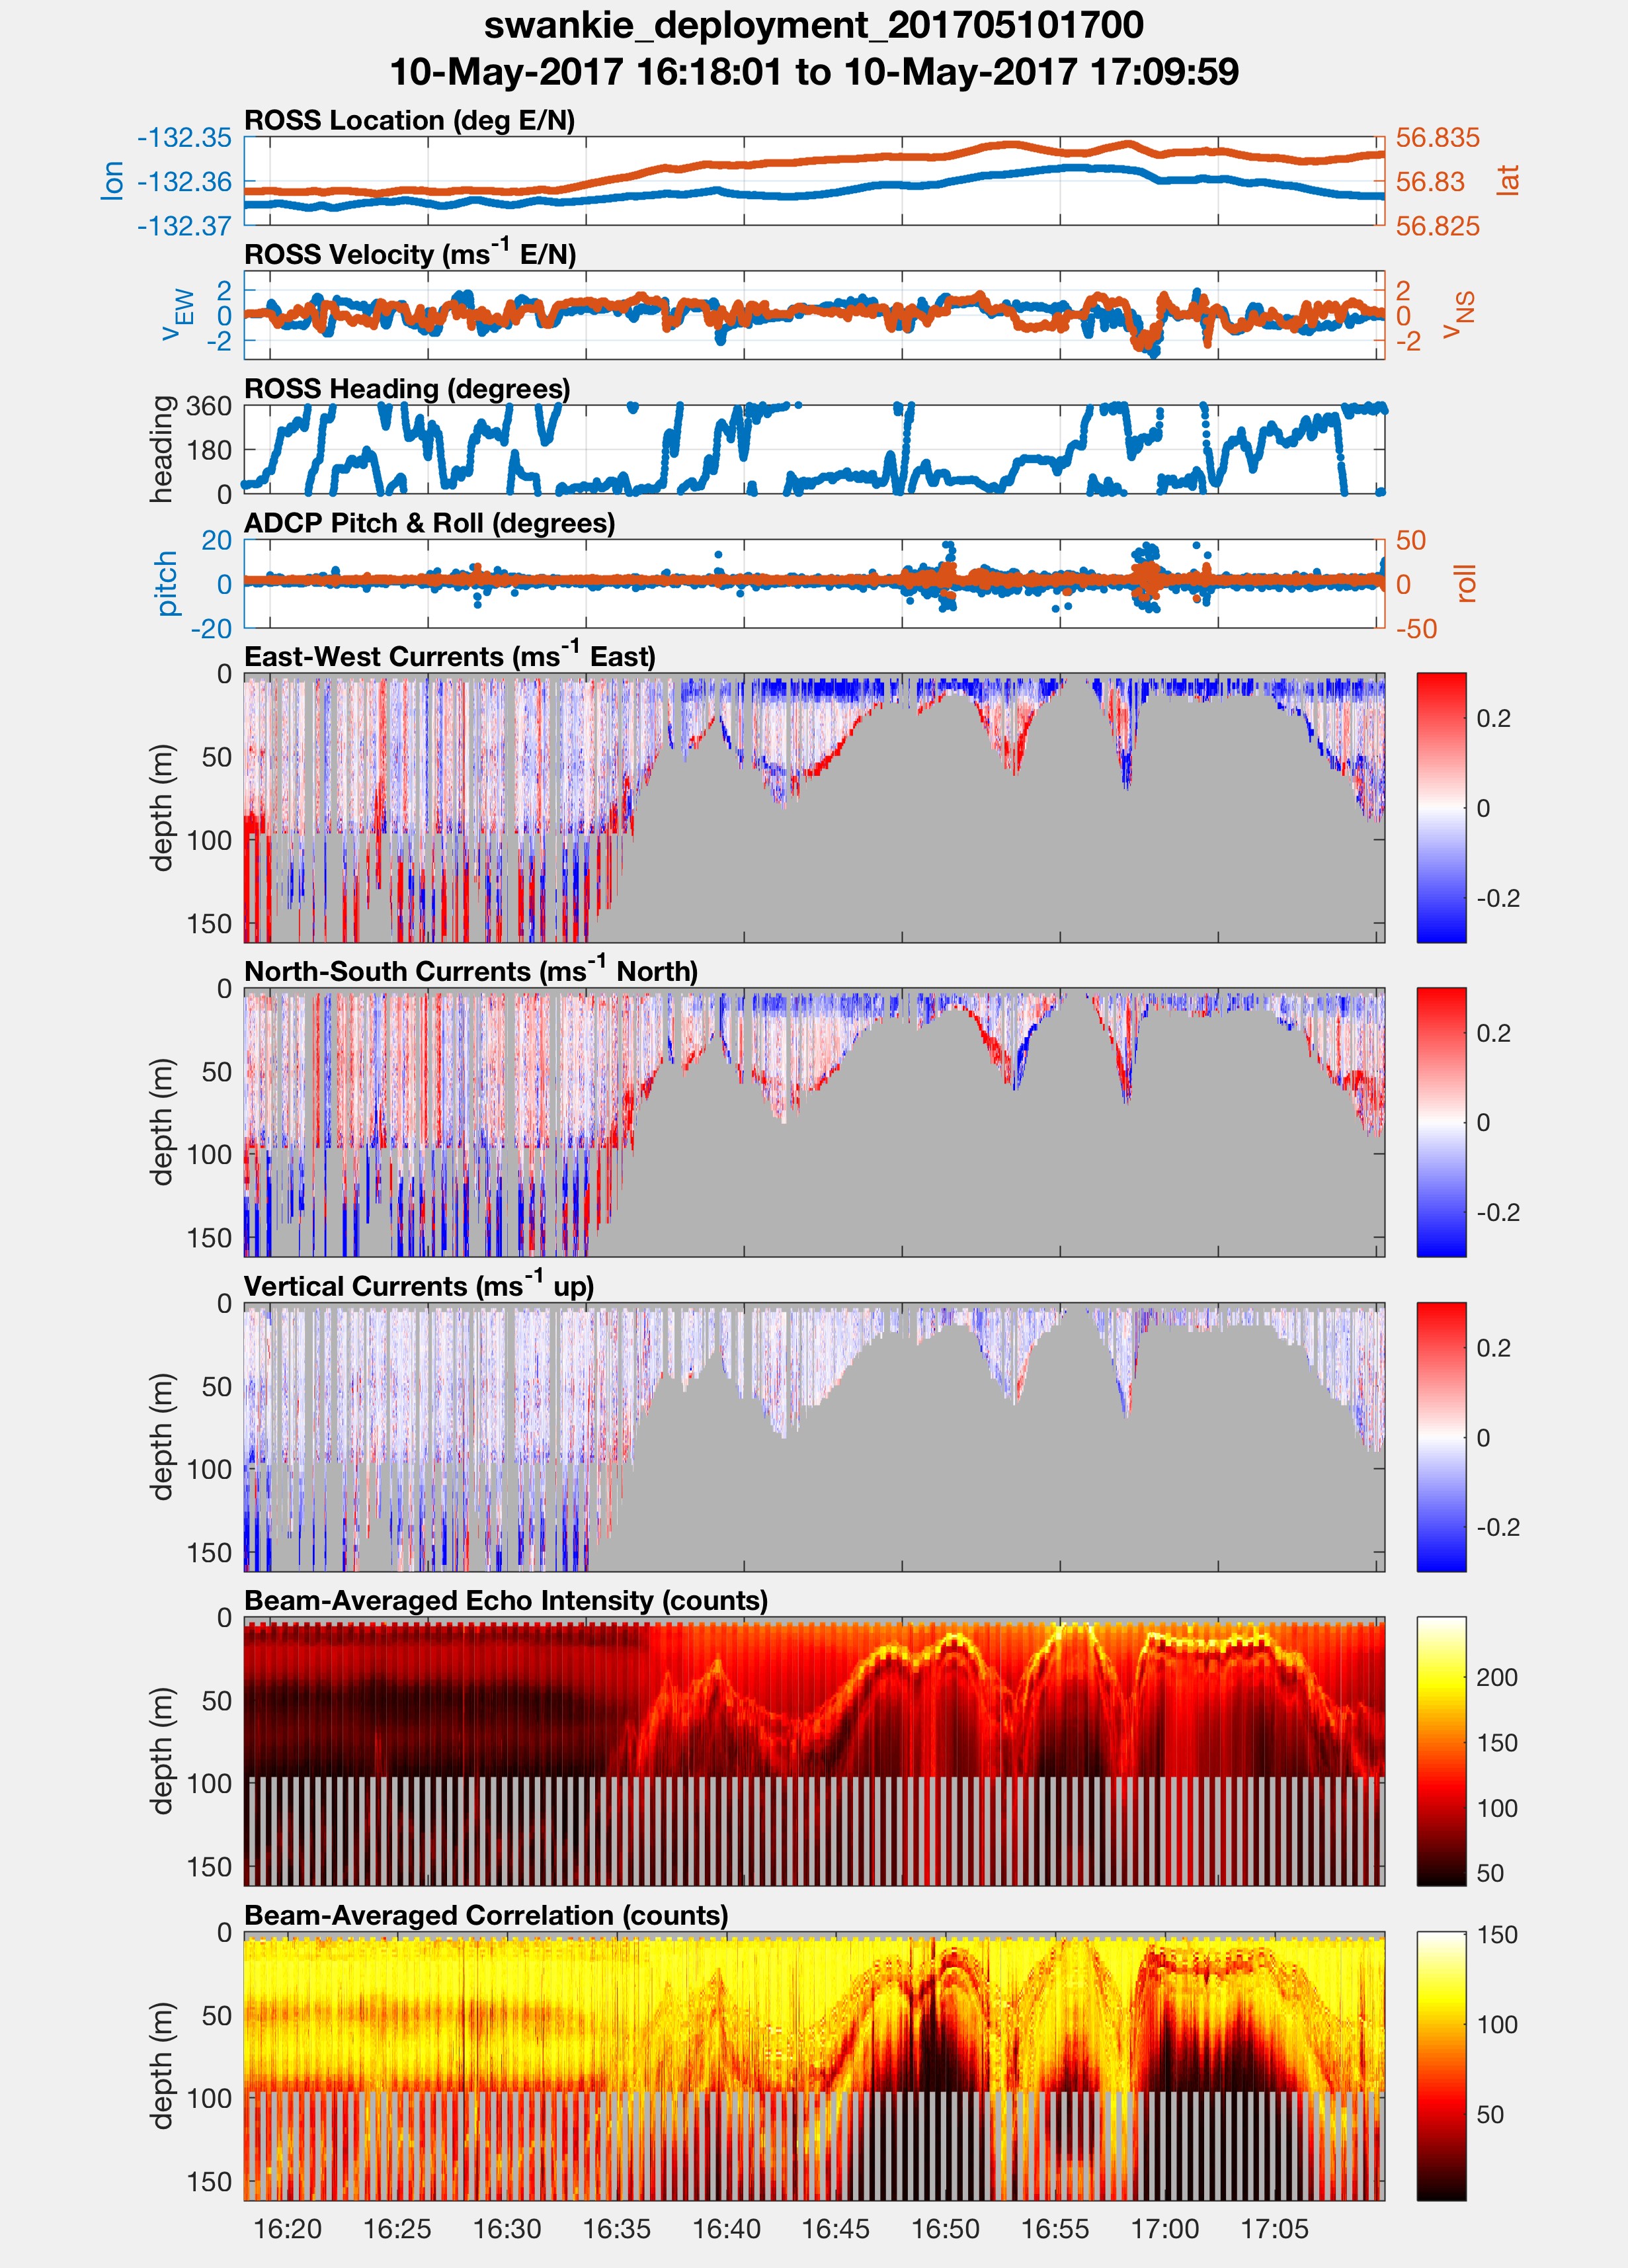 swankie_deployment_201705101700
10-May-2017 16:18:01 to 10-May-2017 17:09:59
ROSS Location (deg E/N)
-132.35
-132.36
-132.37
lon
56.835
56.83
56.825
lat
ROSS Velocity (ms-1 E/N)
2
0
-2
vEW
2
0
-2
vNS
ROSS Heading (degrees)
360
180
0
heading
ADCP Pitch & Roll (degrees)
20
0
-20
pitch
50
0
-50
roll
East-West Currents (ms-1 East)
0
50
100
150
depth (m)
0.2
0
-0.2
North-South Currents (ms-1 North)
0
50
100
150
depth (m)
0.2
0
-0.2
Vertical Currents (ms-1 up)
0
50
100
150
depth (m)
0.2
0
-0.2
Beam-Averaged Echo Intensity (counts)
0
50
100
150
depth (m)
200
150
100
50
Beam-Averaged Correlation (counts)
0
50
100
150
depth (m)
150
100
50
16:20 16:25 16:30 16:35 16:40 16:45 16:50 16:55 17:00 17:05